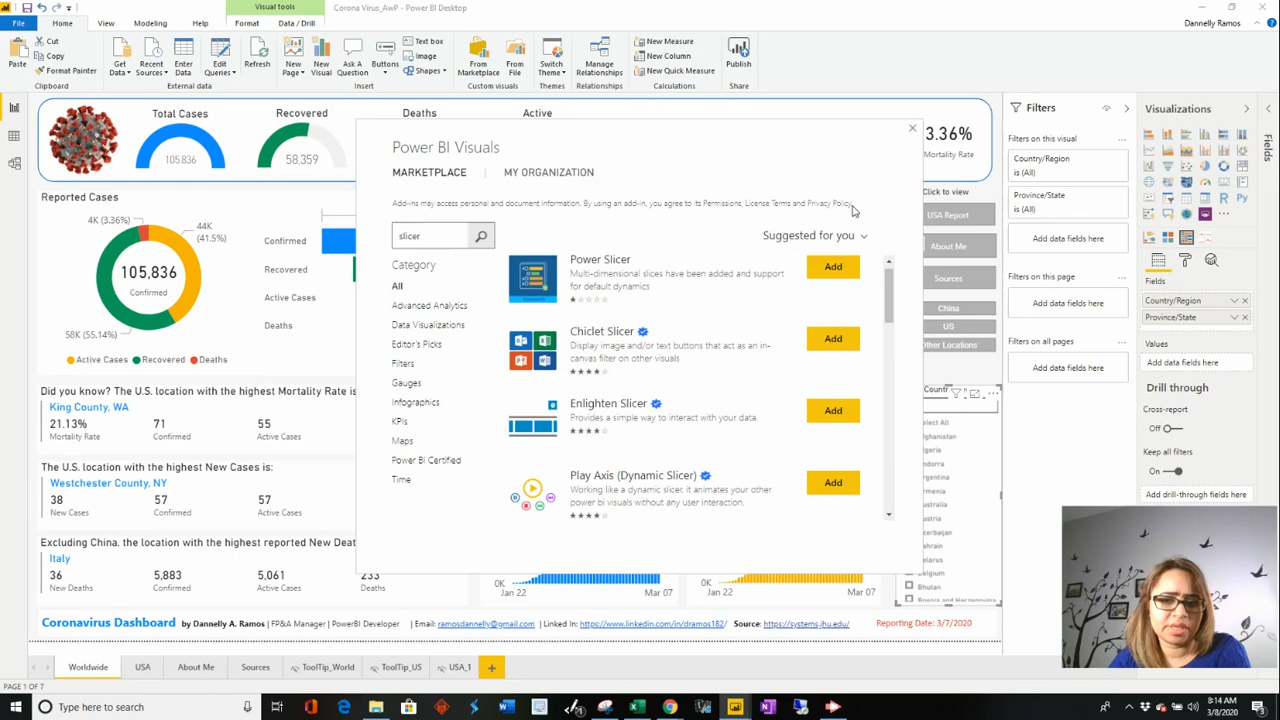 Visual tools
Corona Virus_AwP - Power BI Desktop
File
Home
View
Modeling
Help
Format
Data / Drill
Dannelly Ramos
Paste
Cut
Copy
Format Painter
Clipboard
Get Data
Recent Sources
Enter Data
Edit Queries
Refresh
External data
New Page
New Visual
Ask A Question
Buttons
Text box
Image
Shapes
Insert
From Marketplace
From File
Custom visuals
Switch Theme
Themes
Manage Relationships
Relationships
New Measure
New Column
New Quick Measure
Calculations
Publish
Share
Total Cases
105,836
Recovered
58,359
Deaths
Active
3.36%
Mortality Rate
Reported Cases
4K (3.36%)
44K (41.5%)
105,836
Confirmed
58K (55.14%)
Active Cases
Recovered
Deaths
Confirmed
Recovered
Active Cases
Deaths
Did you know? The U.S. location with the highest Mortality Rate is
King County, WA
21.13%
71
55
Mortality Rate
Confirmed
Active Cases
The U.S. location with the highest New Cases is:
Westchester County, NY
38
57
57
New Cases
Confirmed
Active Cases
Excluding China, the location with the highest reported New Deat
Italy
36
5,883
5,061
233
New Deaths
Confirmed
Active Cases
Deaths
0K
Jan 22
Mar 07
0K
Jan 22
Mar 07
Power BI Visuals
MARKETPLACE
|
MY ORGANIZATION
Add-ins may access personal and document information. By using an add-in, you agree to its Permissions, License Terms and Privacy Policy.
slicer
Suggested for you
Category
All
Advanced Analytics
Data Visualizations
Editor's Picks
Filters
Gauges
Infographics
KPIs
Maps
Power BI Certified
Time
Power Slicer
Multi-dimensional slices have been added and support
for default dynamics
Add
Chiclet Slicer
Display image and/or text buttons that act as an in-
canvas filter on other visuals
Add
Enlighten Slicer
Provides a simple way to interact with your data.
Add
Play Axis (Dynamic Slicer)
Working like a dynamic slicer, it animates your other
power bi visuals without any user interaction.
Add
Click to view
USA Report
About Me
Sources
China
US
Other Locations
Countr
Select All
Afghanistan
lgeria
ndorra
rgentina
rmenia
ustralia
ustria
zerbaijan
ahrain
elarus
Belgium
Bhutan
Bosnia and Herzegovina
Filters
Filters on this visual
Country/Region
is (All)
Province/State
is (All)
Add data fields here
Filters on this page
Add data fields here
Filters on all pages
Add data fields here
Visualizations
Fields
Fields
Country/Region
Province/State
Values
Add data fields here
Drill through
Cross-report
Off
Keep all filters
On
Add drill-through fields here
Coronavirus Dashboard by Dannelly A. Ramos | FP&A Manager | PowerBI Developer | Email: ramosdannelly@gmail.com | Linked In: https://www.linkedin.com/in/dramos182/ Source: https://systems.jhu.edu/ Reporting Date: 3/7/2020
Worldwide
USA
About Me
Sources
ToolTip_World
ToolTip_US
USA_1
PAGE 1 OF 7
Type here to search
8:14 AM
3/8/2020